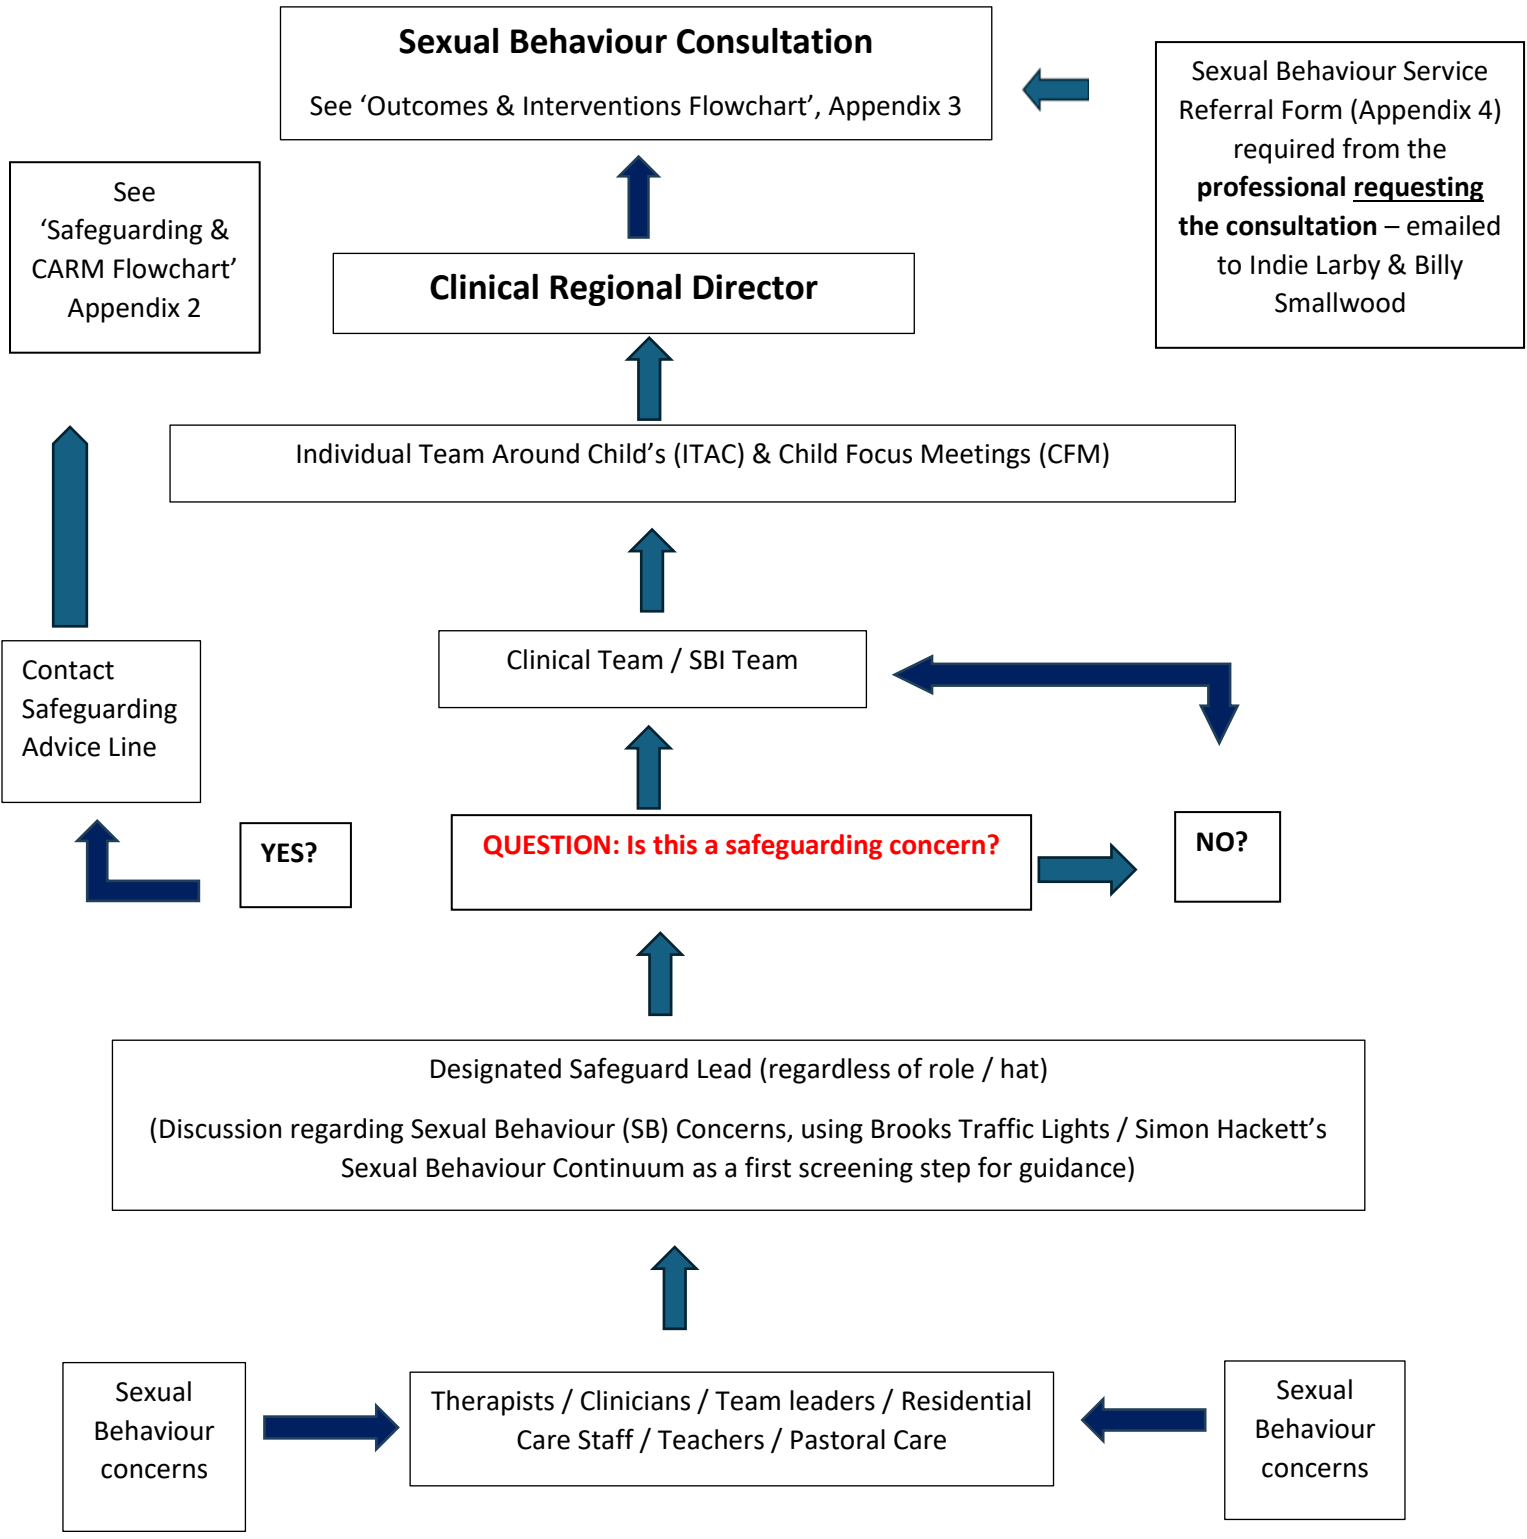 Sexual Behaviour Consultation
See ‘Outcomes & Interventions Flowchart’, Appendix 3
Sexual Behaviour Service
Referral Form (Appendix 4)
required from the
professional requesting
the consultation – emailed
to Indie Larby & Billy
Smallwood
See
‘Safeguarding &
CARM Flowchart’
Appendix 2
Clinical Regional Director
Individual Team Around Child’s (ITAC) & Child Focus Meetings (CFM)
Contact
Safeguarding
Advice Line
Clinical Team / SBI Team
YES?
QUESTION: Is this a safeguarding concern?
NO?
Designated Safeguard Lead (regardless of role / hat)
(Discussion regarding Sexual Behaviour (SB) Concerns, using Brooks Traffic Lights / Simon Hackett’s
Sexual Behaviour Continuum as a first screening step for guidance)
Sexual
Behaviour
concerns
Therapists / Clinicians / Team leaders / Residential
Care Staff / Teachers / Pastoral Care
Sexual
Behaviour
concerns